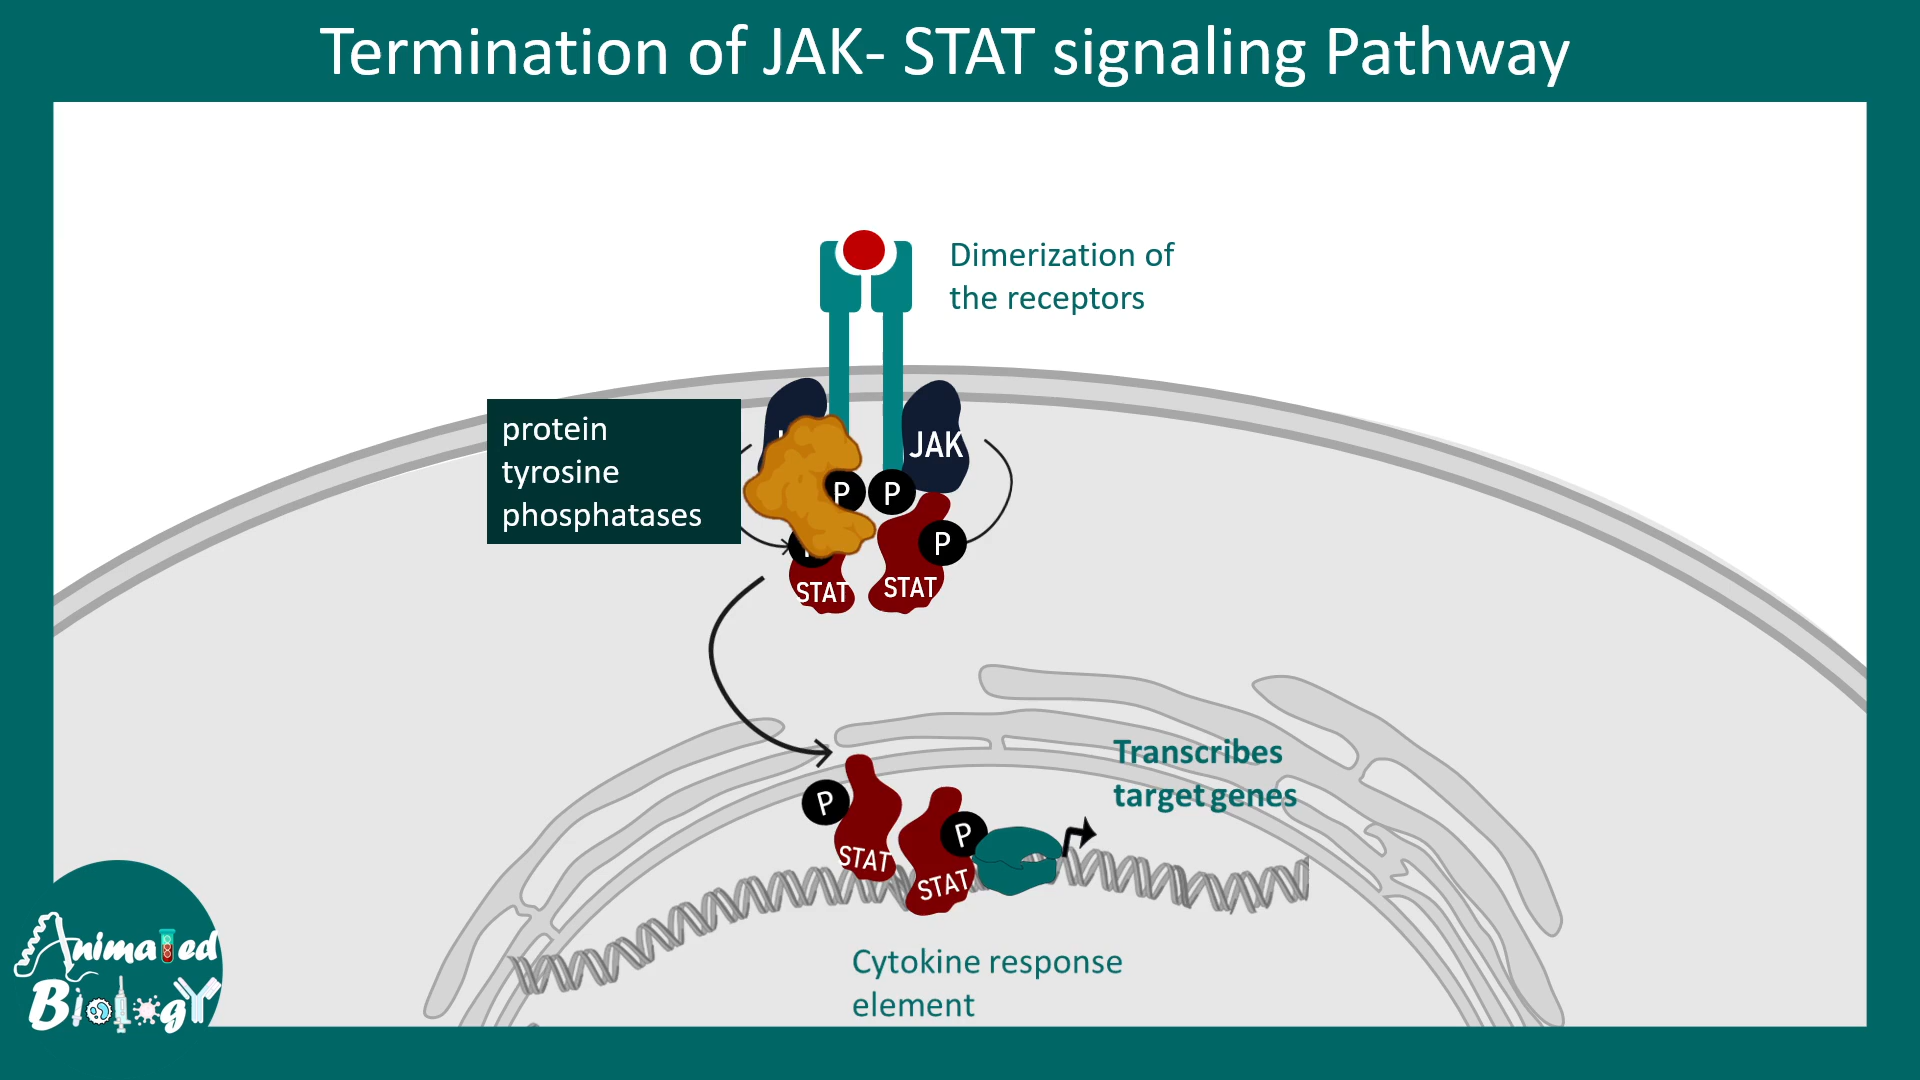 Termination of JAK- STAT signaling Pathway
Dimerization of
the receptors
protein
tyrosine
phosphatases
JAK
P
P
P
STAT
STAT
Transcribes
target genes
P
P
STAT
STAT
Cytokine response
element
Animated
Biology